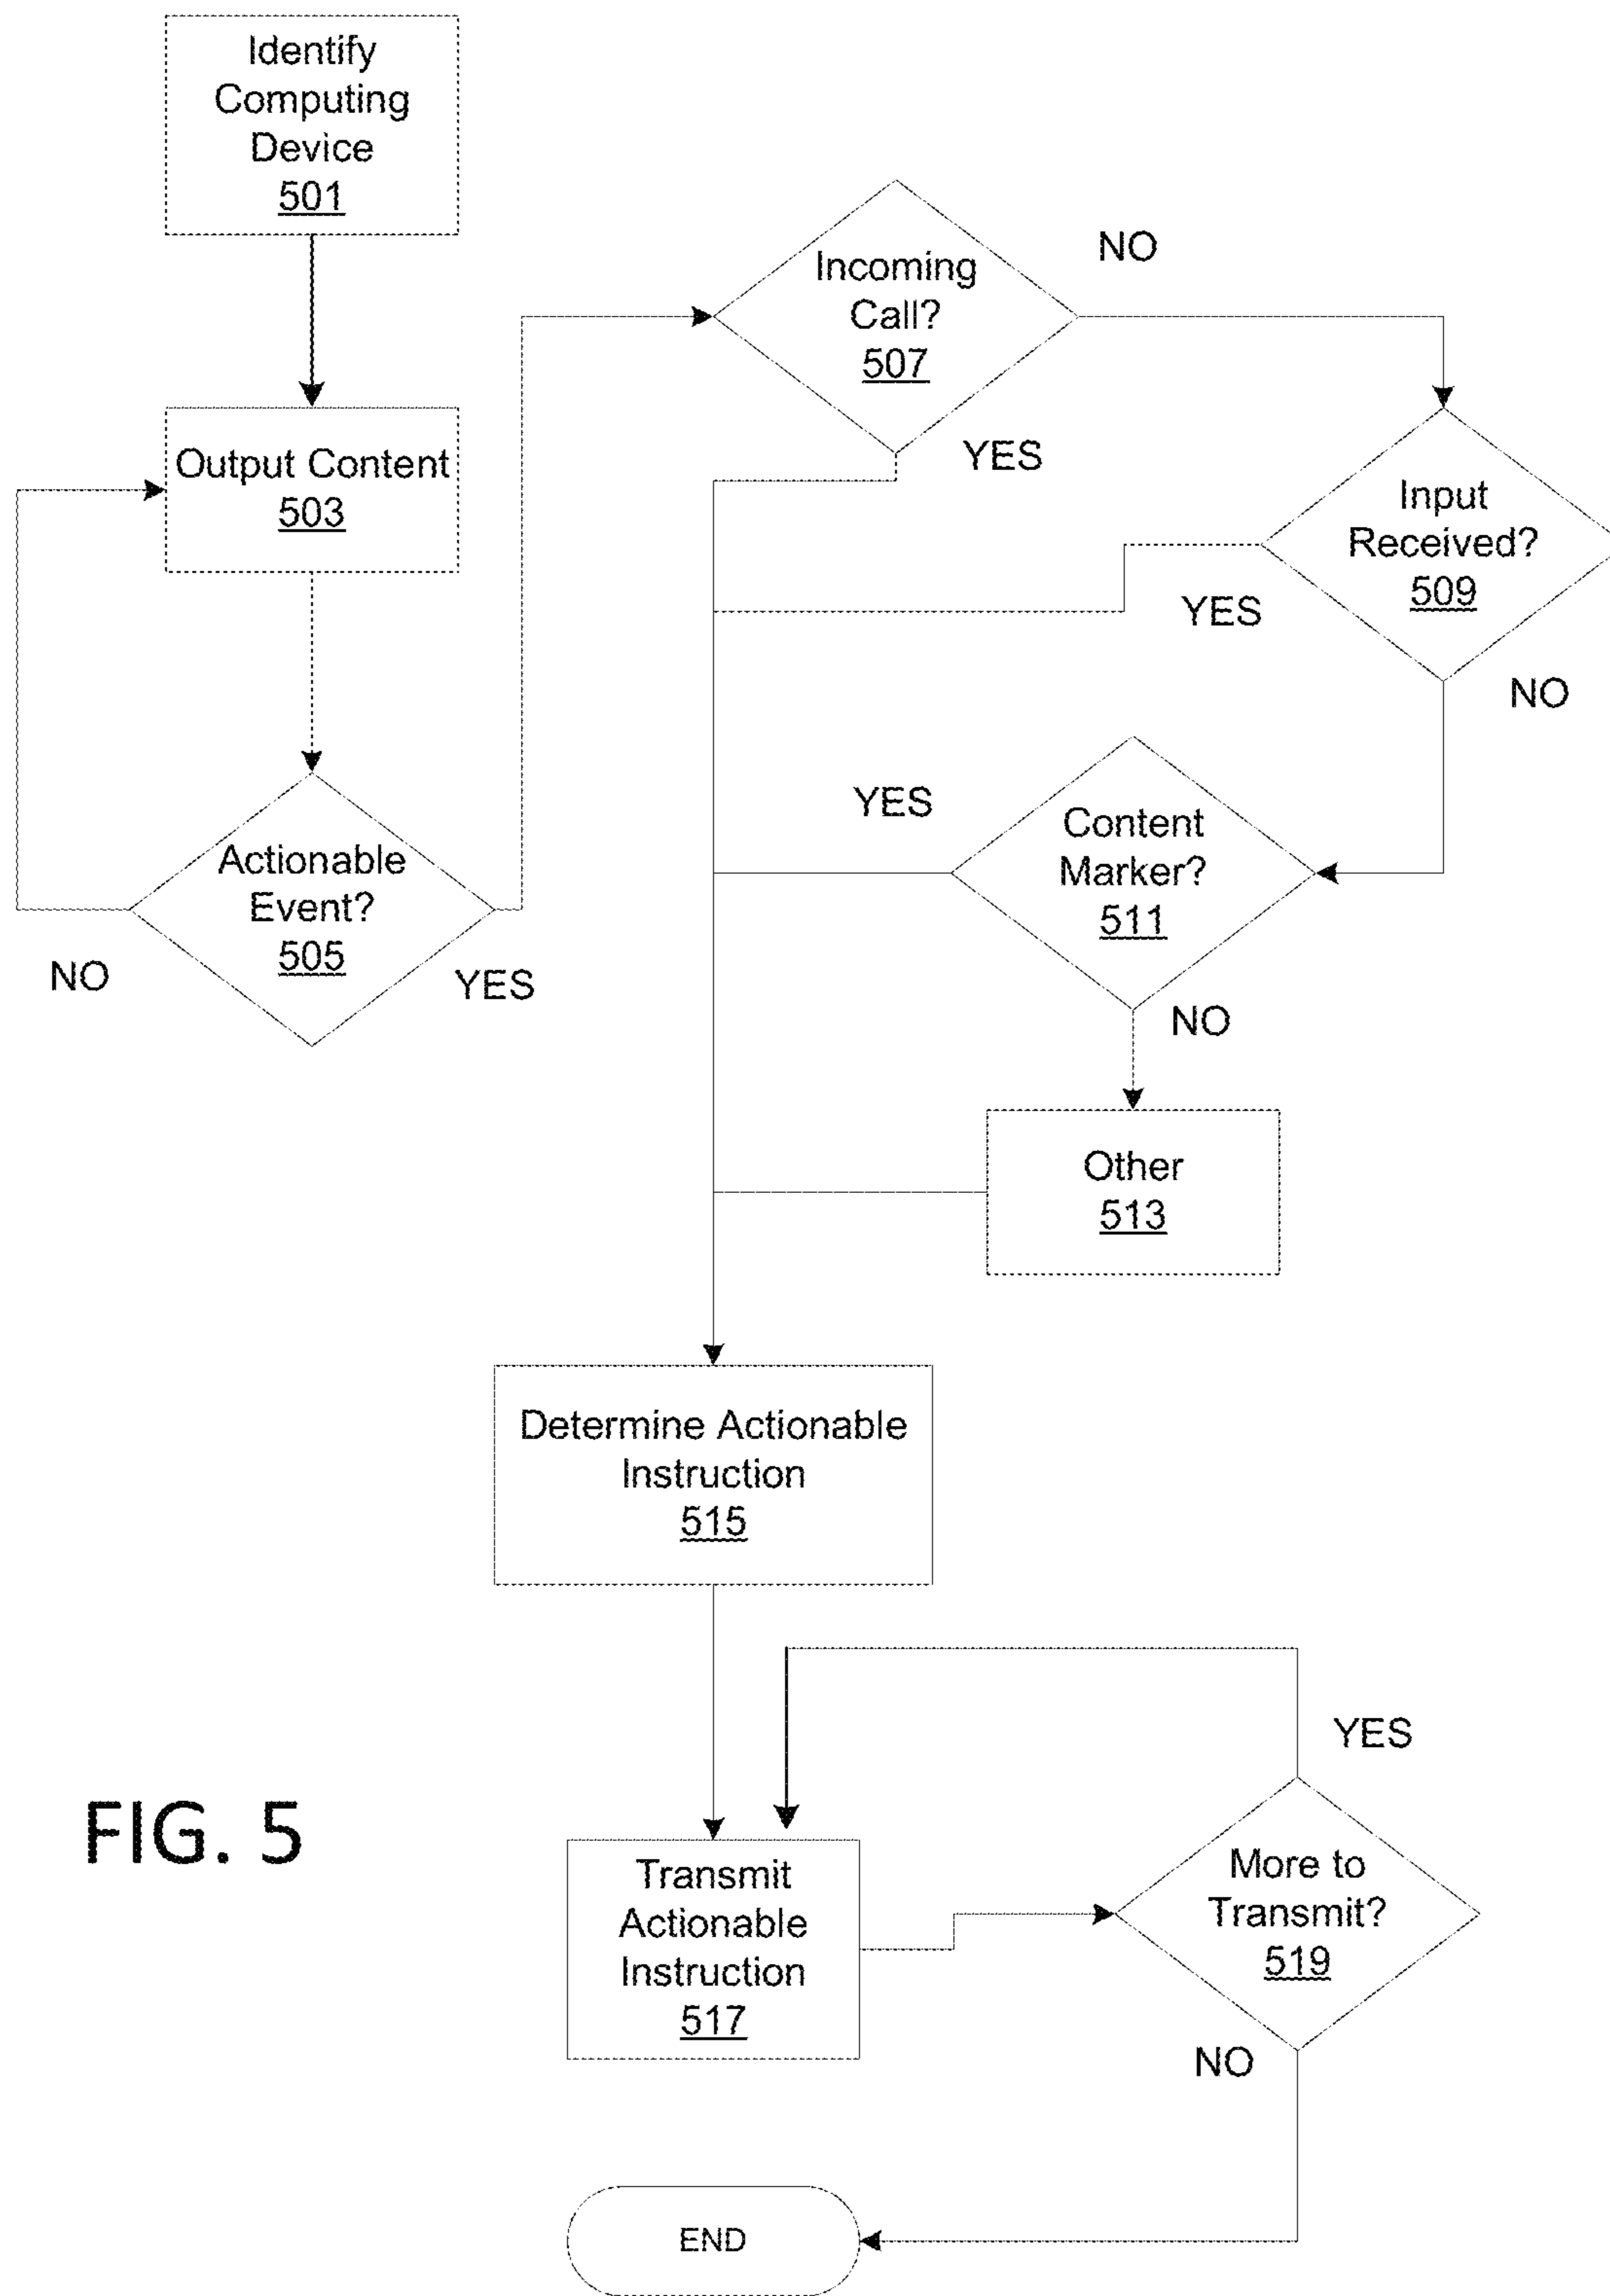 Identify
Computing
Device
501
Output Content
503
Actionable
Event?
505
NO
YES
Incoming
Call?
507
NO
YES
Input
Received?
509
YES
NO
Content
Marker?
511
YES
NO
Other
513
Determine Actionable
Instruction
515
Transmit
Actionable
Instruction
517
More to
Transmit?
519
YES
NO
END
FIG. 5